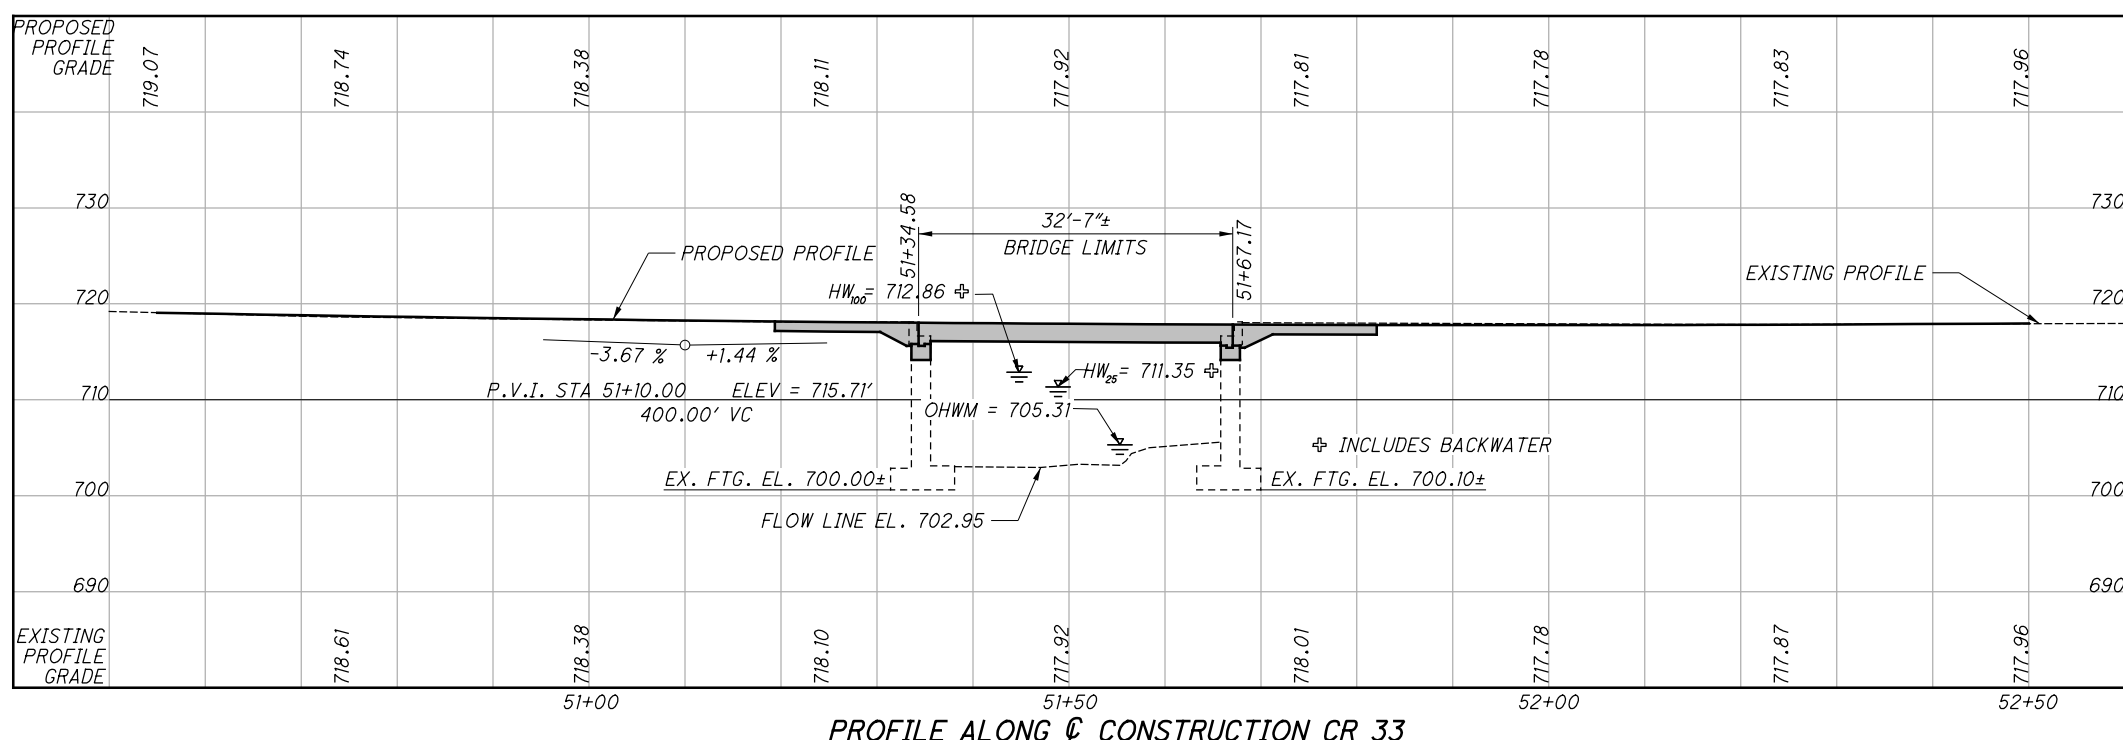 PROPOSED
PROFILE
GRADE
719.07
718.74
718.38
718.11
717.92
717.81
717.78
717.83
717.96
730
730
51+34.58
32'-7"±
BRIDGE LIMITS
51+67.17
PROPOSED PROFILE
EXISTING PROFILE
HW100= 712.86 ✚
720
720
-3.67 %
+1.44 %
HW25= 711.35 ✚
P.V.I. STA 51+10.00 ELEV = 715.71'
400.00' VC
710
710
OHWM = 705.31
✚ INCLUDES BACKWATER
EX. FTG. EL. 700.00±
EX. FTG. EL. 700.10±
700
700
FLOW LINE EL. 702.95
690
690
EXISTING
PROFILE
GRADE
718.61
718.38
718.10
717.92
718.01
717.78
717.87
717.96
51+00
51+50
52+00
52+50
PROFILE ALONG ℄ CONSTRUCTION CR 33